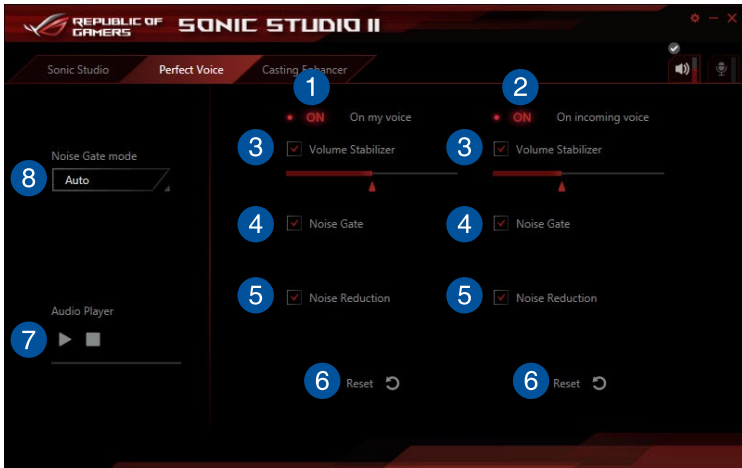 REPUBLIC OF
GAMERS
SONIC STUDIO II
Sonic Studio
Perfect Voice
Casting Enhancer
1
2
ON On my voice
ON On incoming voice
3 Volume Stabilizer
3 Volume Stabilizer
Noise Gate mode
8 Auto
4 Noise Gate
4 Noise Gate
5 Noise Reduction
5 Noise Reduction
Audio Player
7
6 Reset
6 Reset